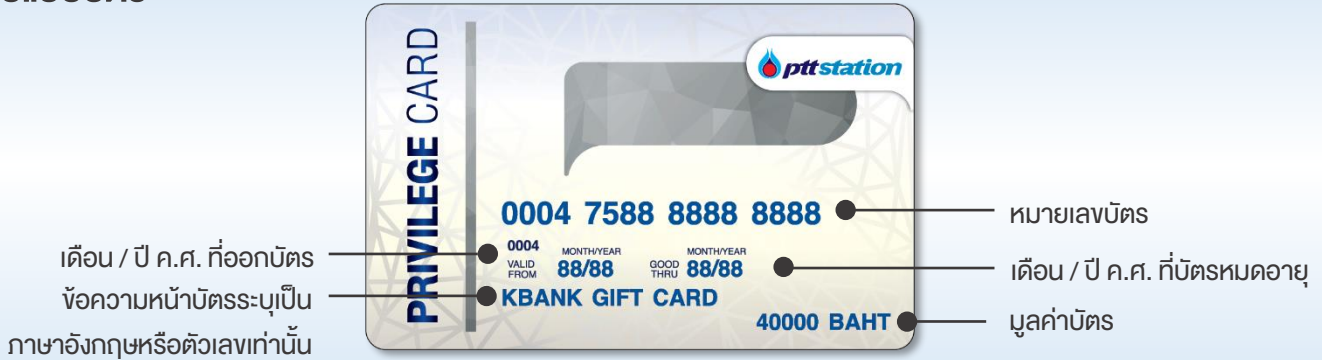 PRIVILEGE CARD
pttstation
0004 7588 8888 8888
หมายเลขบัตร
0004
MONTH/YEAR MONTH/YEAR
VALID FROM 88/88 GOOD THRU 88/88
เดือน / ปี ค.ศ. ที่ออกบัตร
เดือน / ปี ค.ศ. ที่บัตรหมดอายุ
KBANK GIFT CARD
ข้อความหน้าบัตรระบุเป็น
ภาษาอังกฤษหรือตัวเลขเท่านั้น
40000 BAHT
มูลค่าบัตร